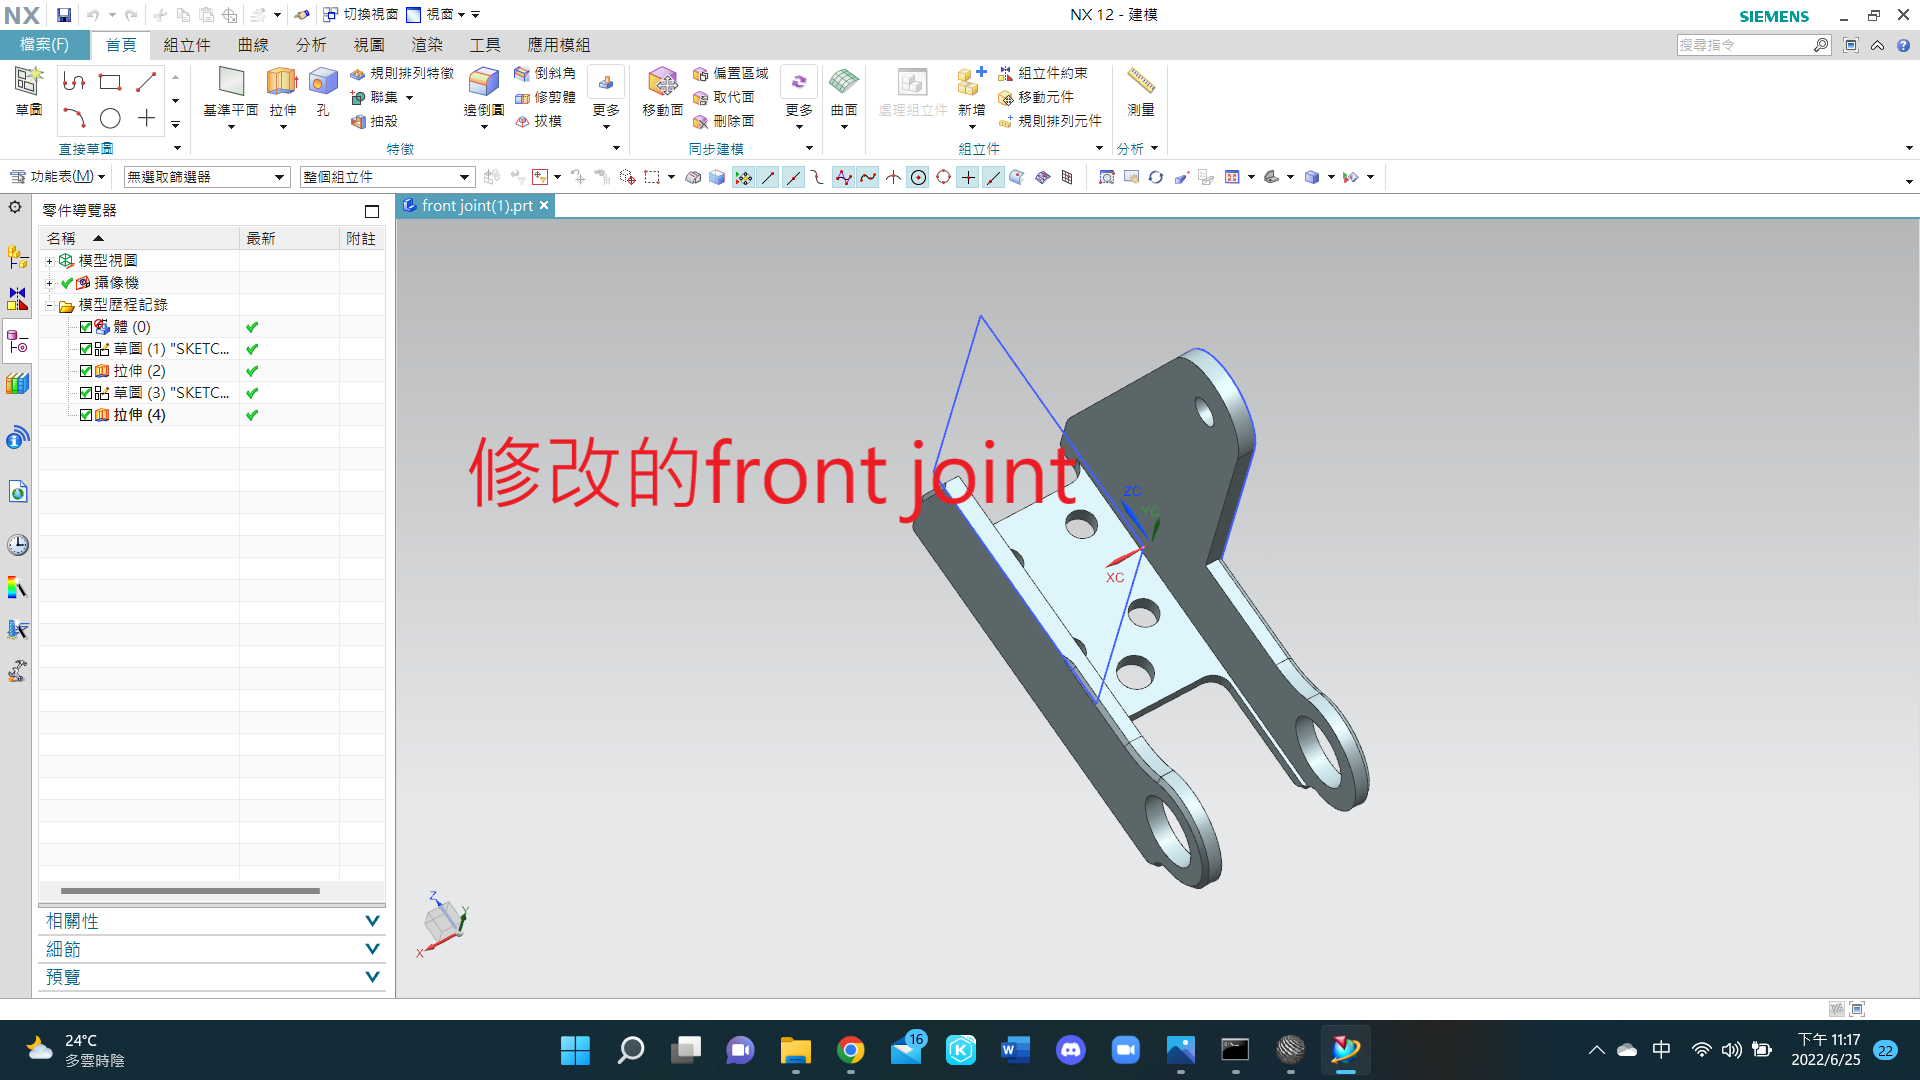 NX
切換視窗
視窗
NX 12 - 建模
SIEMENS
檔案(F)
首頁
組立件
曲線
分析
視圖
渲染
工具
應用模組
搜尋指令
草圖
直接草圖
基準平面
拉伸
孔
規則排列特徵
聯集
抽殼
邊倒圓
倒斜角
修剪體
拔模
更多
特徵
移動面
偏置區域
取代面
刪除面
更多
同步建模
曲面
處理組立件
新增
組立件約束
移動元件
規則排列元件
組立件
測量
分析
功能表(M)
無選取篩選器
整個組立件
零件導覽器
front joint(1).prt
名稱
最新
附註
模型視圖
攝像機
模型歷程記錄
體 (0)
草圖 (1) "SKETC...
拉伸 (2)
草圖 (3) "SKETC...
拉伸 (4)
修改的front joint
ZC
YC
XC
Z
Y
X
相關性
細節
預覽
24°C
多雲時陰
16
中
下午 11:17
2022/6/25
22